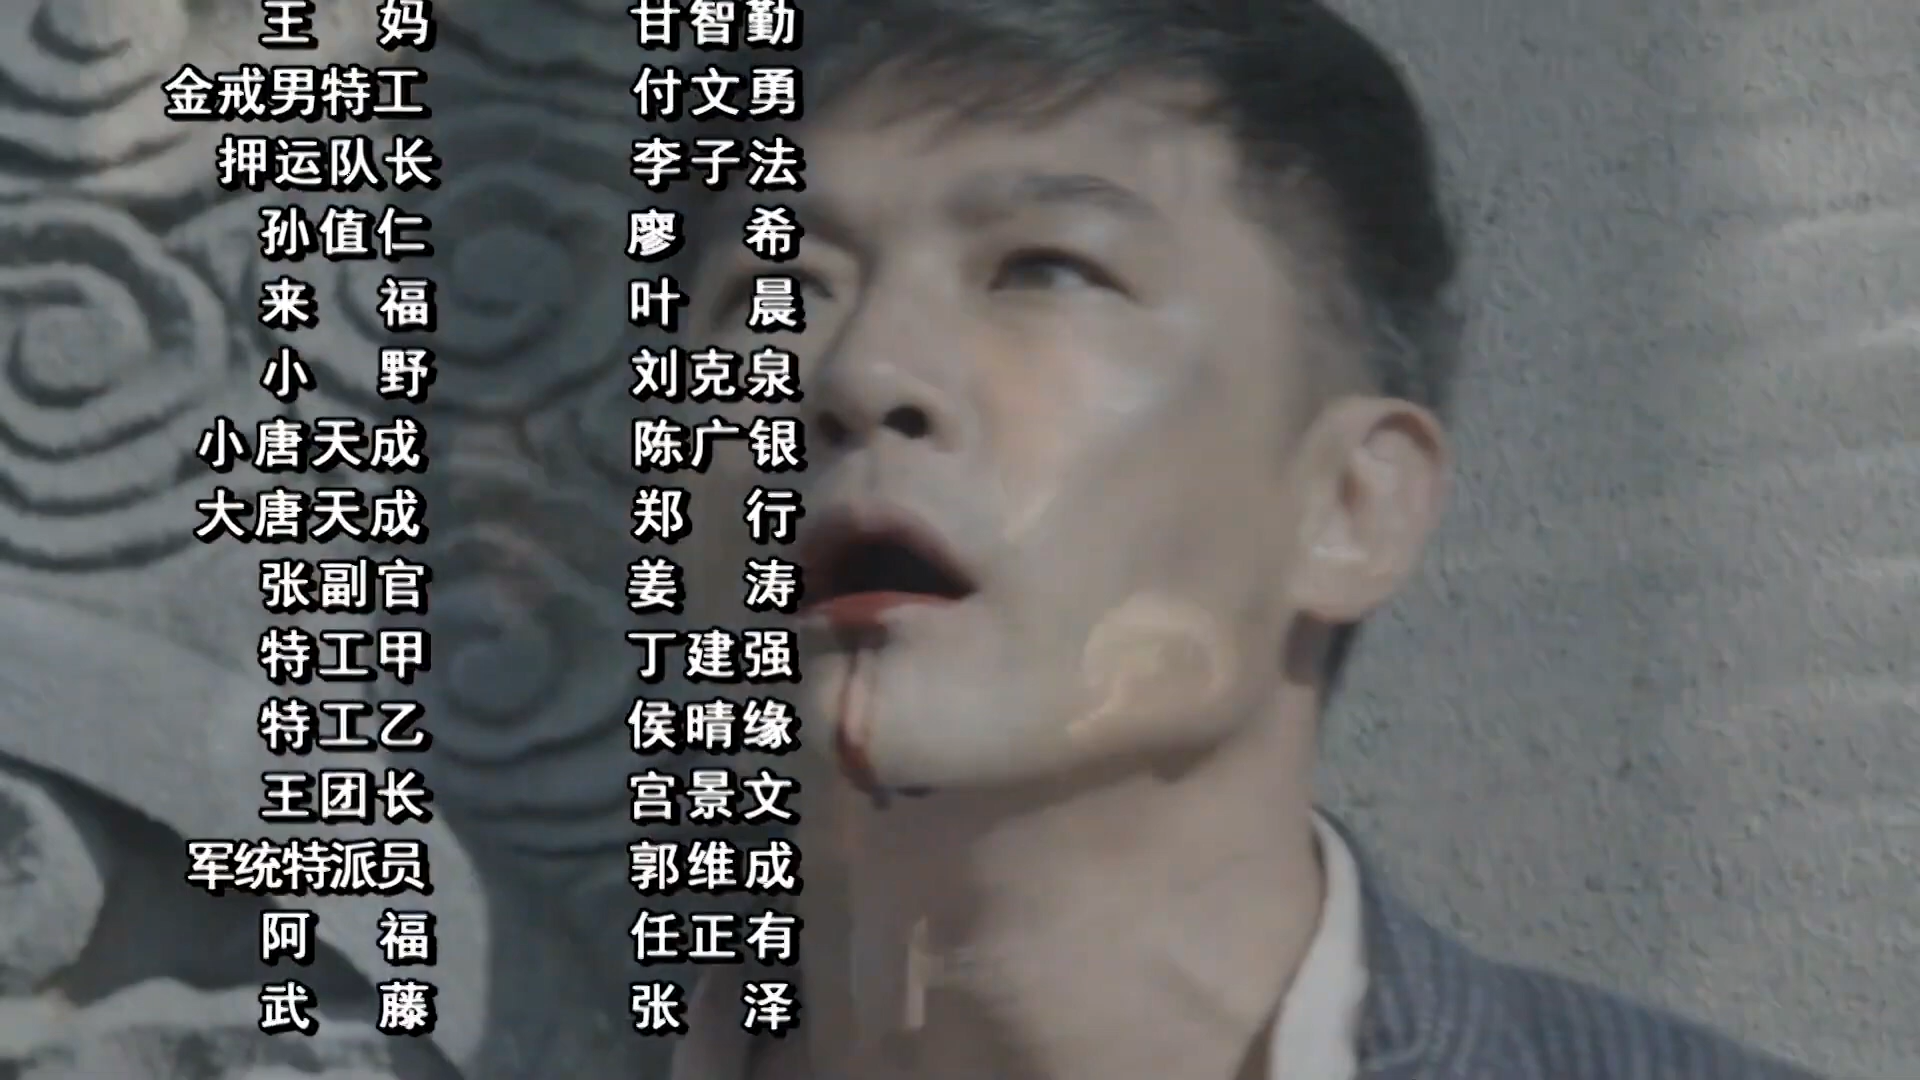 王妈 甘智勤
金戒男特工 付文勇
押运队长 李子法
孙值仁 廖希
来福 叶晨
小野 刘克泉
小唐天成 陈广银
大唐天成 郑行
张副官 姜涛
特工甲 丁建强
特工乙 侯晴缘
王团长 宫景文
军统特派员 郭维成
阿福 任正有
武藤 张泽